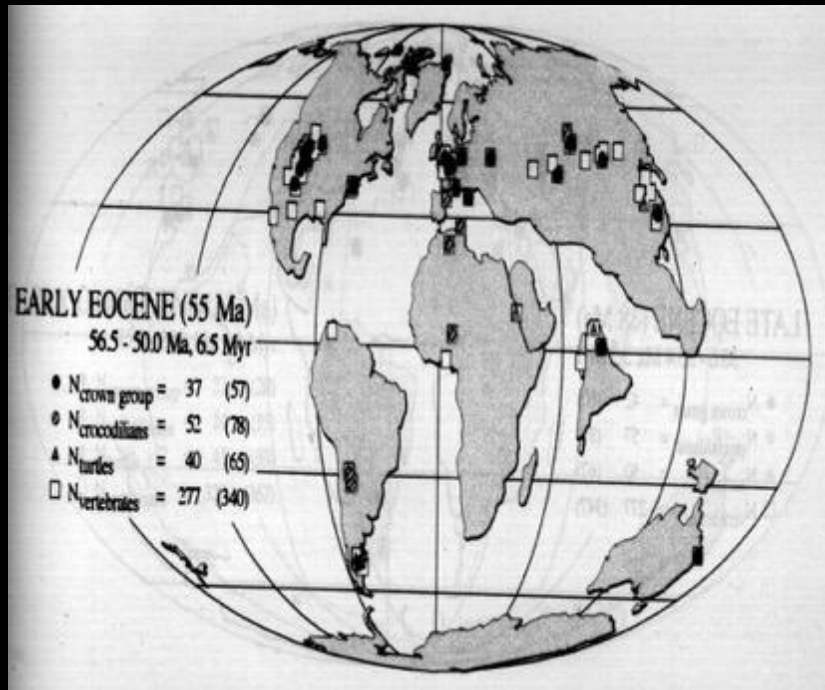 EARLY EOCENE (55 Ma)
56.5 - 50.0 Ma, 6.5 Myr
N crown group = 37 (57)
N crocodilians = 52 (78)
N turtles = 40 (65)
N vertebrates = 277 (340)